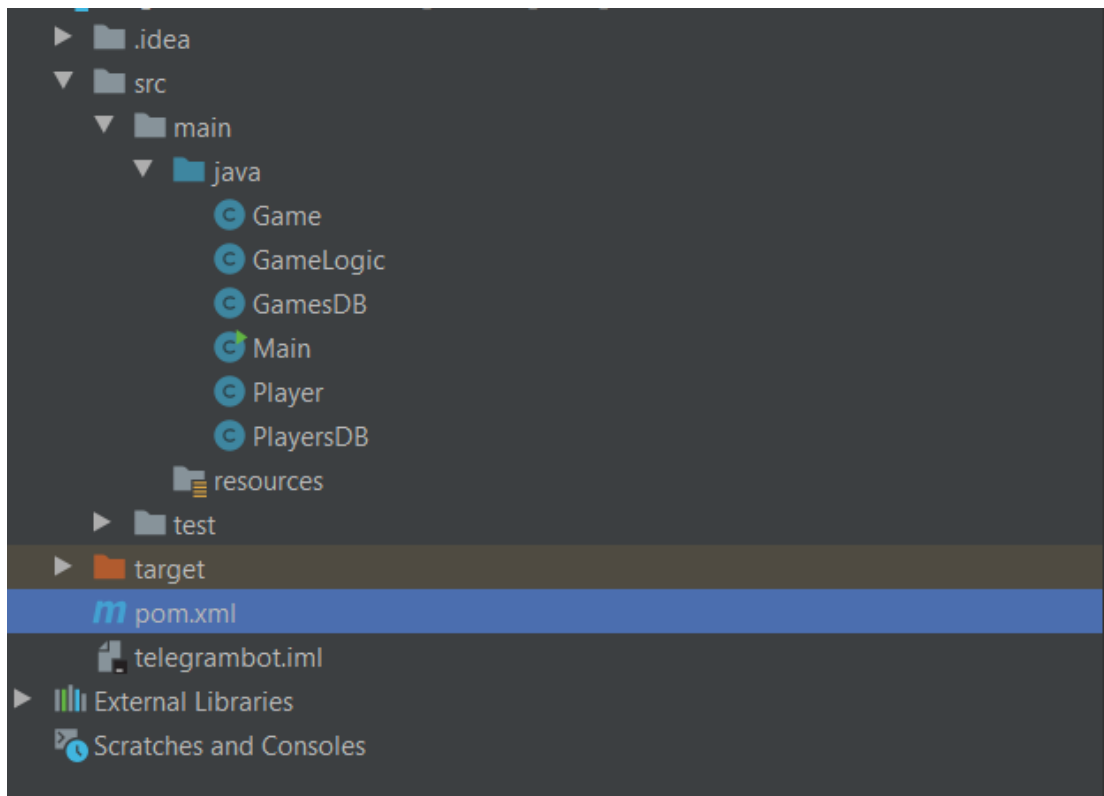 .idea
src
main
java
Game
GameLogic
GamesDB
Main
Player
PlayersDB
resources
test
target
pom.xml
telegrambot.iml
External Libraries
Scratches and Consoles